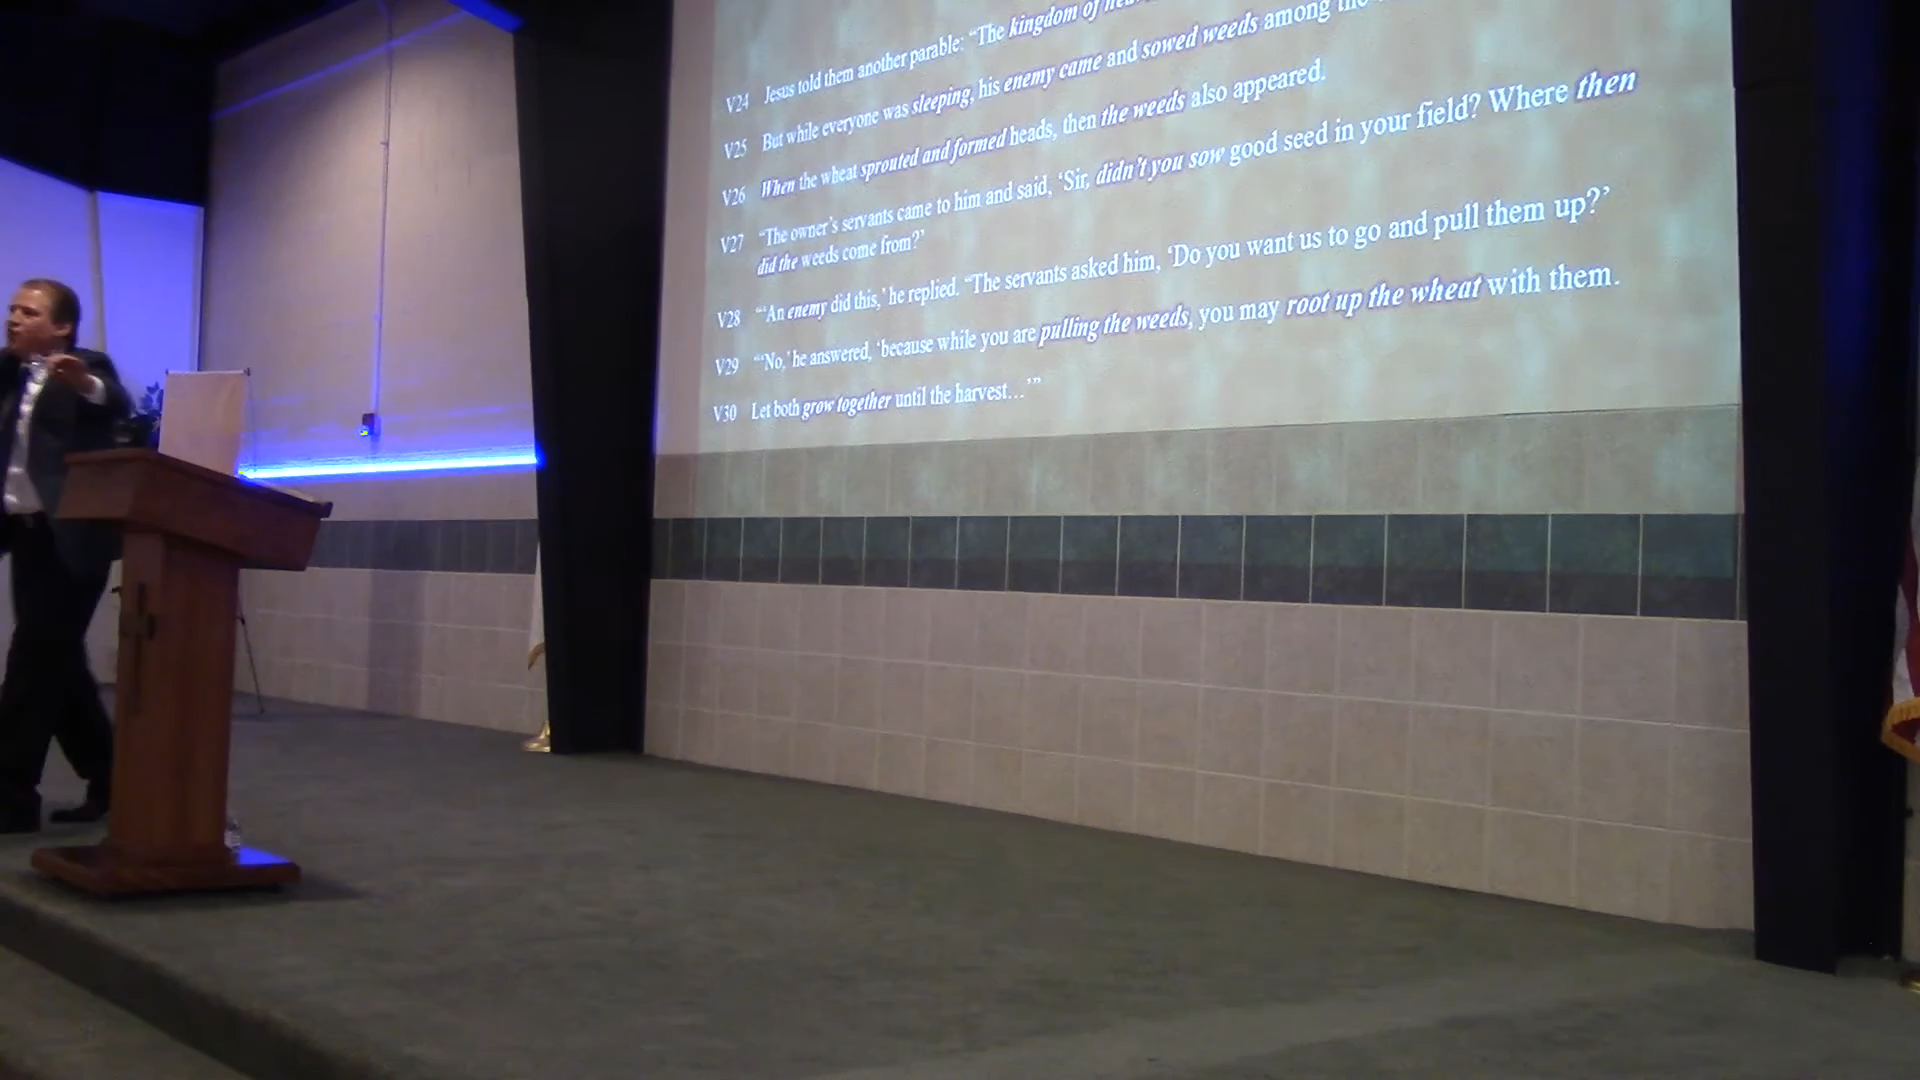 V24 Jesus told them another parable: “The kingdom of
V25 But while everyone was sleeping, his enemy came and sowed weeds among
V26 When the wheat sprouted and formed heads, then the weeds also appeared.
V27 “The owner’s servants came to him and said, ‘Sir, didn’t you sow good seed in your field? Where then
did the weeds come from?’
V28 “‘An enemy did this,’ he replied. “The servants asked him, ‘Do you want us to go and pull them up?’
V29 “‘No,’ he answered, ‘because while you are pulling the weeds, you may root up the wheat with them.
V30 Let both grow together until the harvest…’”